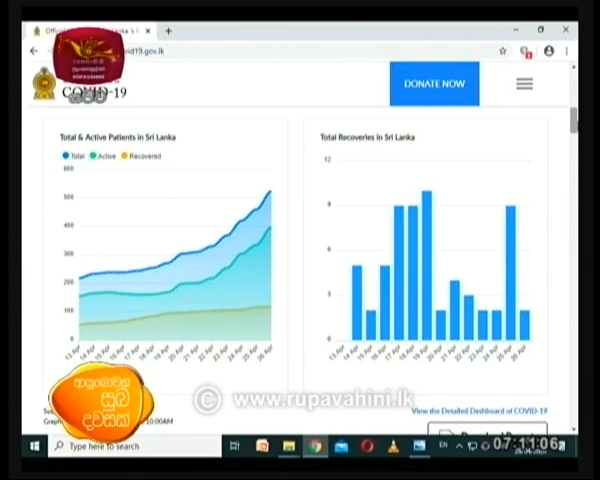 COVID-19
DONATE NOW
Total & Active Patients in Sri Lanka
Total Active Recovered
600
500
400
300
200
100
0
13 Apr 14 Apr 15 Apr 16 Apr 17 Apr 18 Apr 19 Apr 20 Apr 21 Apr 22 Apr 23 Apr 24 Apr 25 Apr 26 Apr
Total Recoveries in Sri Lanka
12
9
6
3
0
13 Apr 14 Apr 15 Apr 16 Apr 17 Apr 18 Apr 19 Apr 20 Apr 21 Apr 22 Apr 23 Apr 24 Apr 25 Apr 26 Apr
ආයුබෝවන්
සුබ
දවසක්
© www.rupavahini.lk
10:00AM
View the Detailed Dashboard of COVID-19
Type here to search
EN
07:11:06